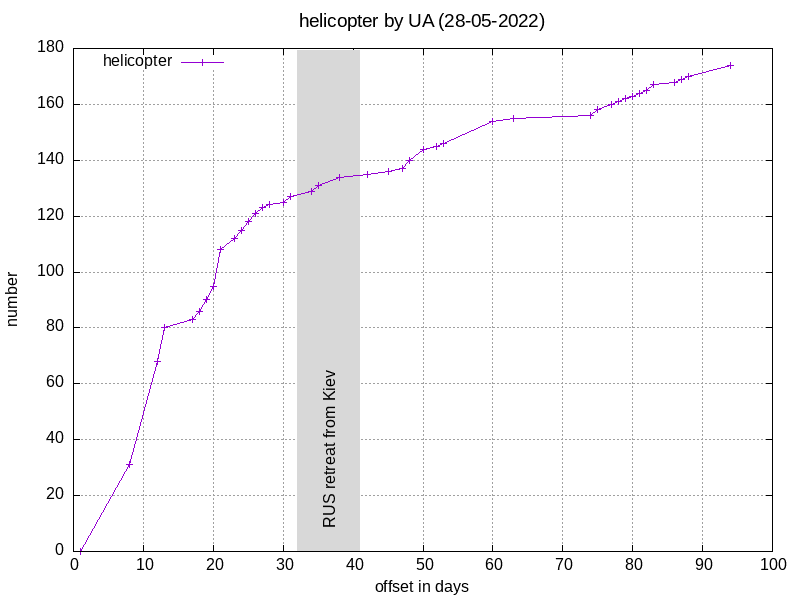 helicopter by UA (28-05-2022)
helicopter
180
160
140
120
100
80
60
40
20
0
number
RUS retreat from Kiev
0 10 20 30 40 50 60 70 80 90 100
offset in days